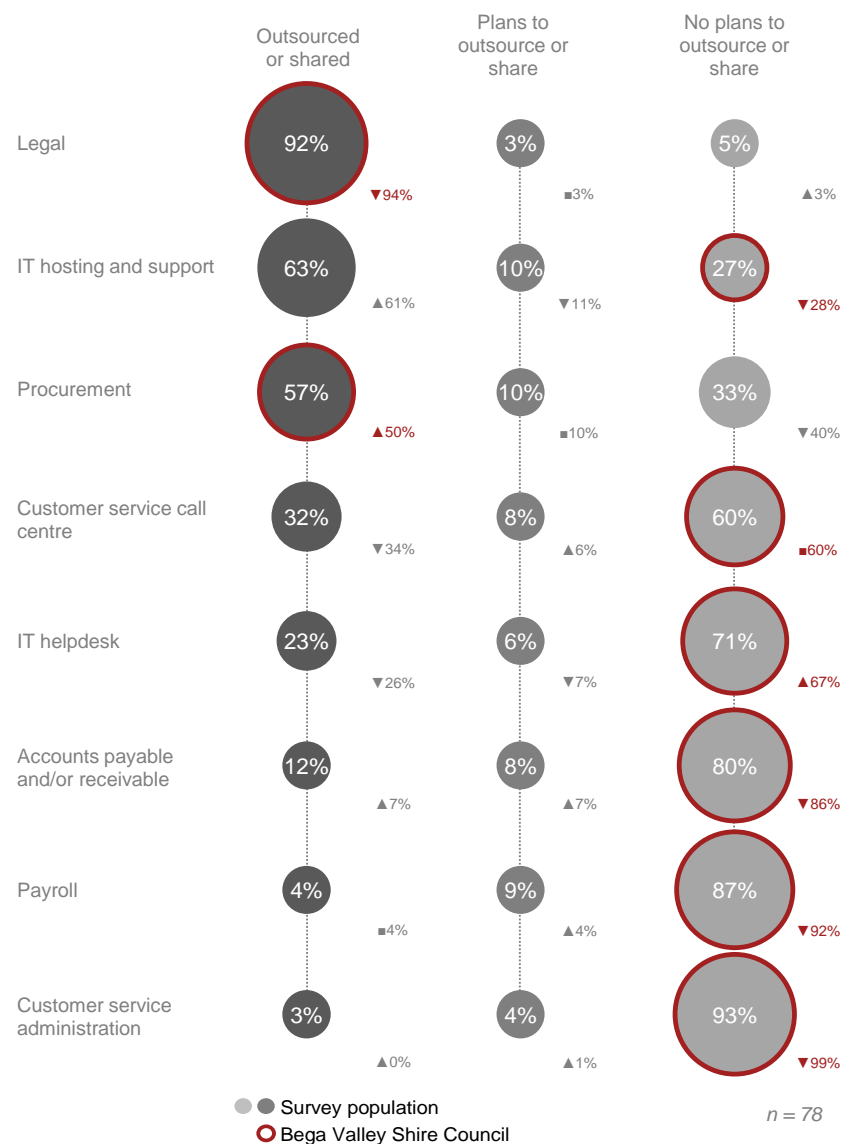 Outsourced
or shared
Plans to
outsource or
share
No plans to
outsource or
share
Legal
92%
3%
5%
▼94%
■3%
▲3%
IT hosting and support
63%
10%
27%
▲61%
▼11%
▼28%
Procurement
57%
10%
33%
▲50%
■10%
▼40%
Customer service call
centre
32%
8%
60%
▼34%
▲6%
■60%
IT helpdesk
23%
6%
71%
▼26%
▼7%
▲67%
Accounts payable
and/or receivable
12%
8%
80%
▲7%
▲7%
▼86%
Payroll
4%
9%
87%
■4%
▲4%
▼92%
Customer service
administration
3%
4%
93%
▲0%
▲1%
▼99%
Survey population
Bega Valley Shire Council
n = 78